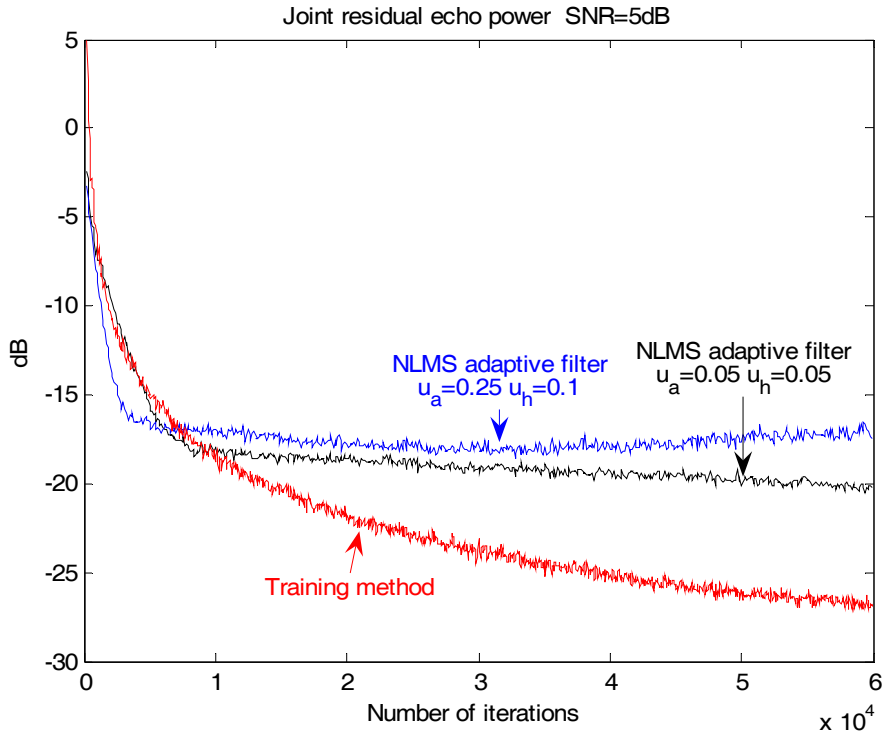 Joint residual echo power SNR=5dB
5
0
-5
-10
-15
-20
-25
-30
dB
NLMS adaptive filter
u_a=0.25 u_h=0.1
NLMS adaptive filter
u_a=0.05 u_h=0.05
Training method
0 1 2 3 4 5 6
Number of iterations
x 10^4